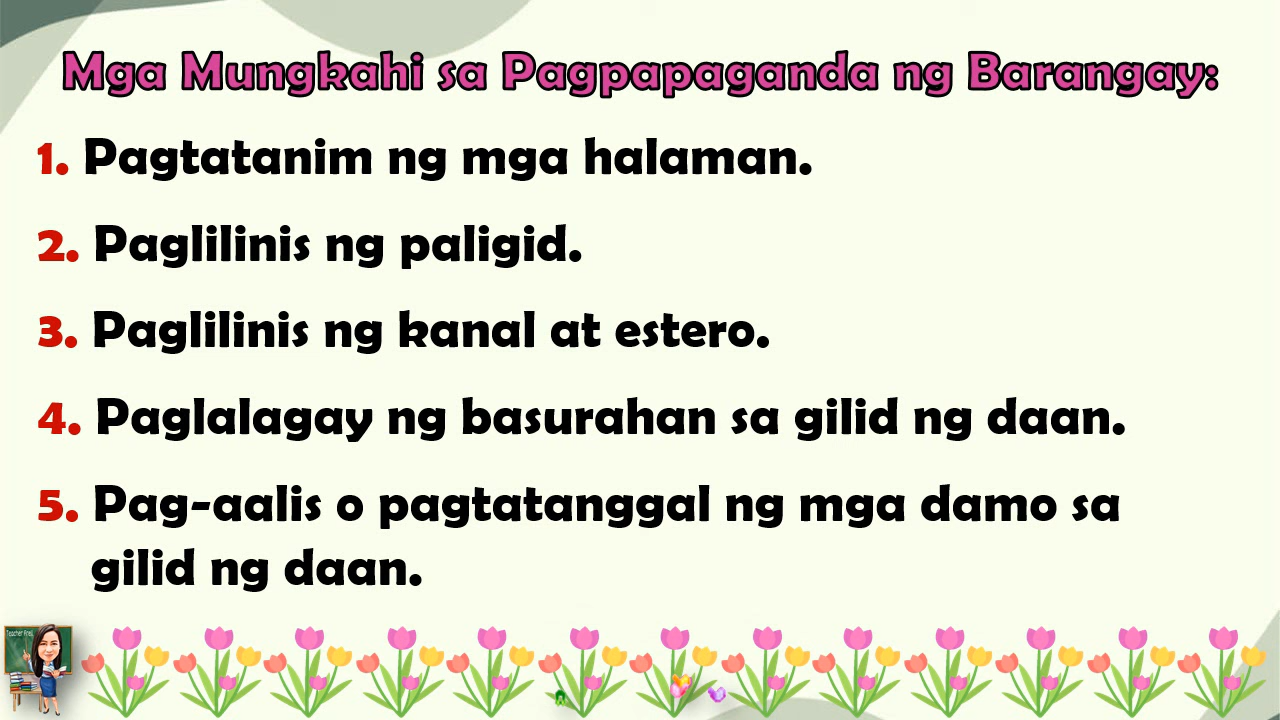 Mga Mungkahi sa Pagpapaganda ng Barangay:
1. Pagtatanim ng mga halaman.
2. Paglilinis ng paligid.
3. Paglilinis ng kanal at estero.
4. Paglalagay ng basurahan sa gilid ng daan.
5. Pag-aalis o pagtatanggal ng mga damo sa
gilid ng daan.